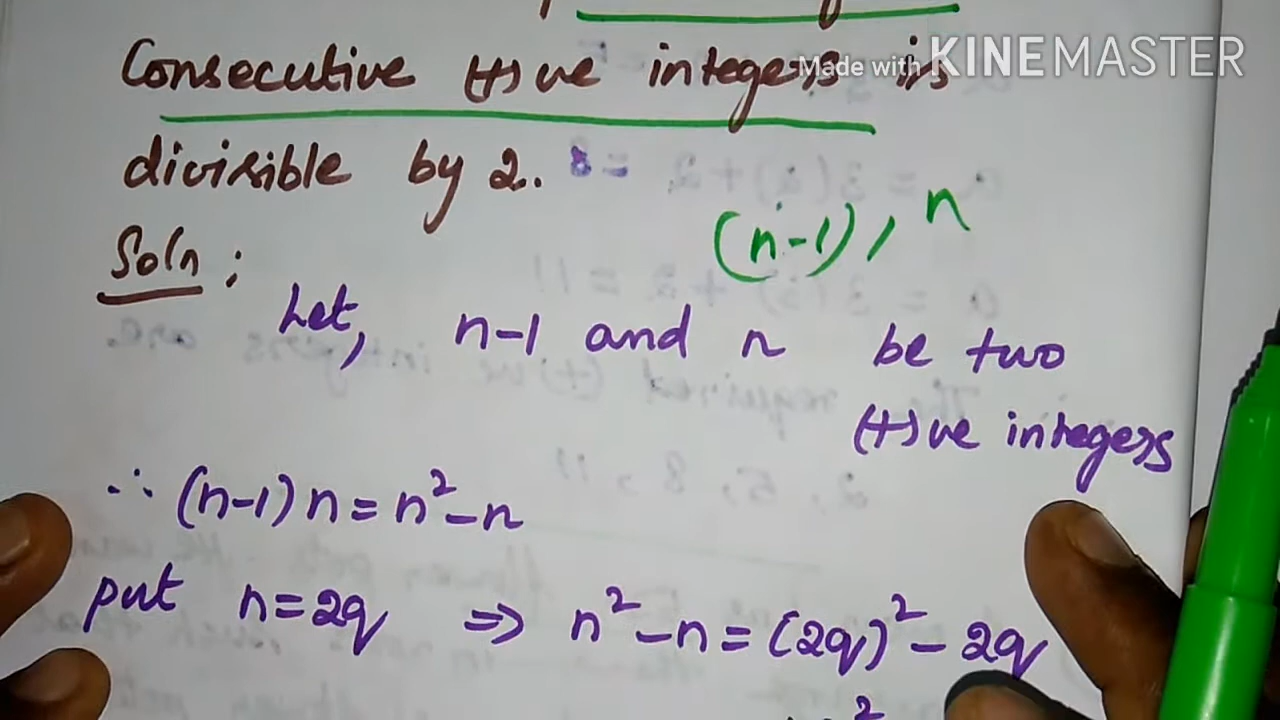 Consecutive (+)ve integers is
Made with KINEMASTER
divisible by 2.
(n-1), n
Soln:
Let, n-1 and n be two
(+)ve integers
∴ (n-1) n = n² - n
put n = 2q ⇒ n² - n = (2q)² - 2q